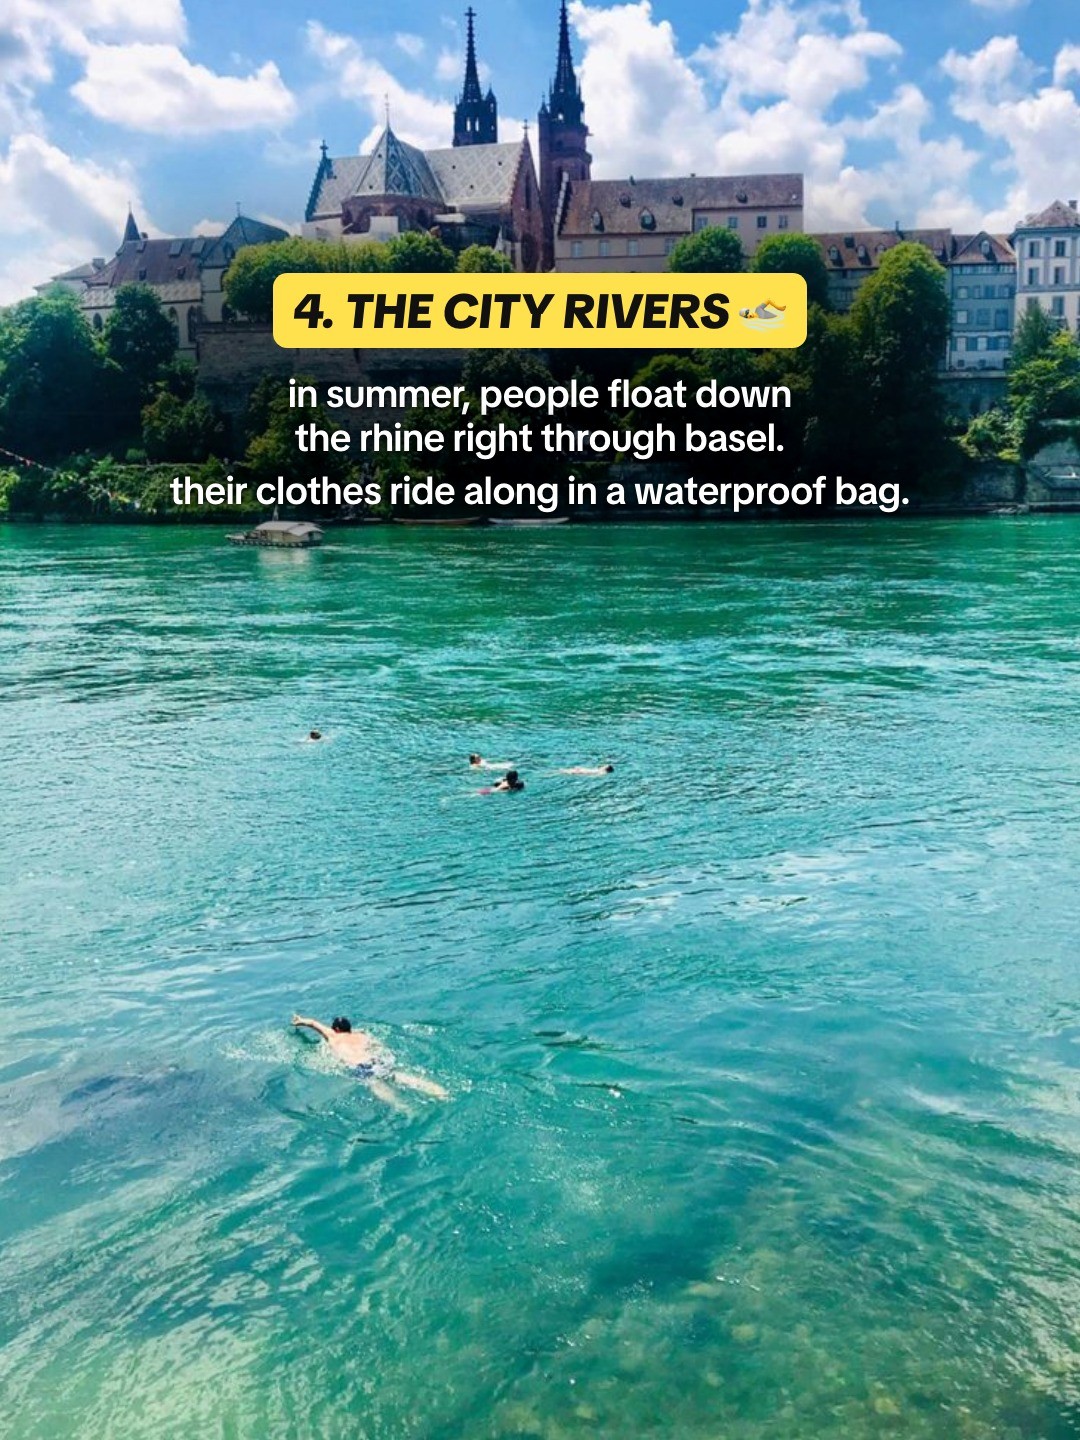 4. THE CITY RIVERS 🏊
in summer, people float down
the rhine right through basel.
their clothes ride along in a waterproof bag.